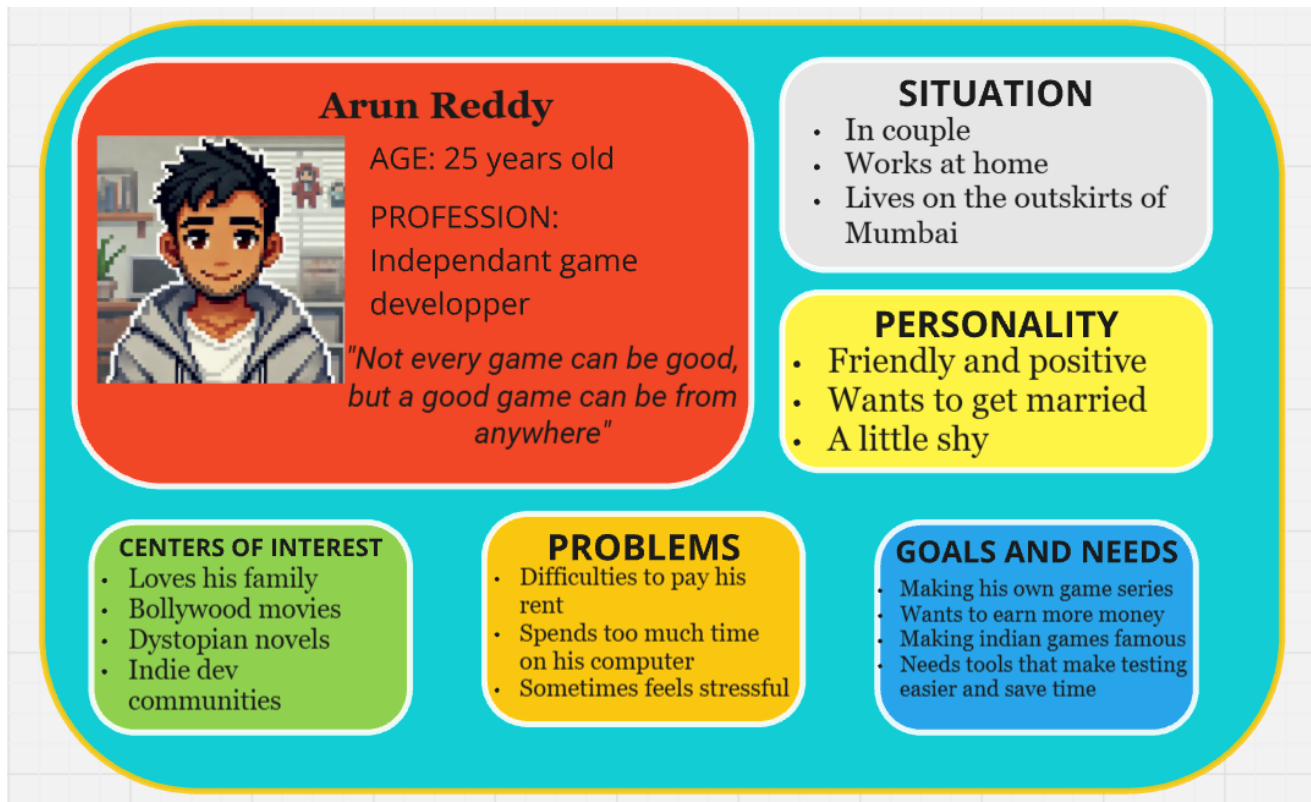 Arun Reddy
AGE: 25 years old
PROFESSION:
Independant game
developper
"Not every game can be good,
but a good game can be from
anywhere"
SITUATION
• In couple
• Works at home
• Lives on the outskirts of
Mumbai
PERSONALITY
• Friendly and positive
• Wants to get married
• A little shy
CENTERS OF INTEREST
• Loves his family
• Bollywood movies
• Dystopian novels
• Indie dev
communities
PROBLEMS
• Difficulties to pay his
rent
• Spends too much time
on his computer
• Sometimes feels stressful
GOALS AND NEEDS
• Making his own game series
• Wants to earn more money
• Making indian games famous
• Needs tools that make testing
easier and save time